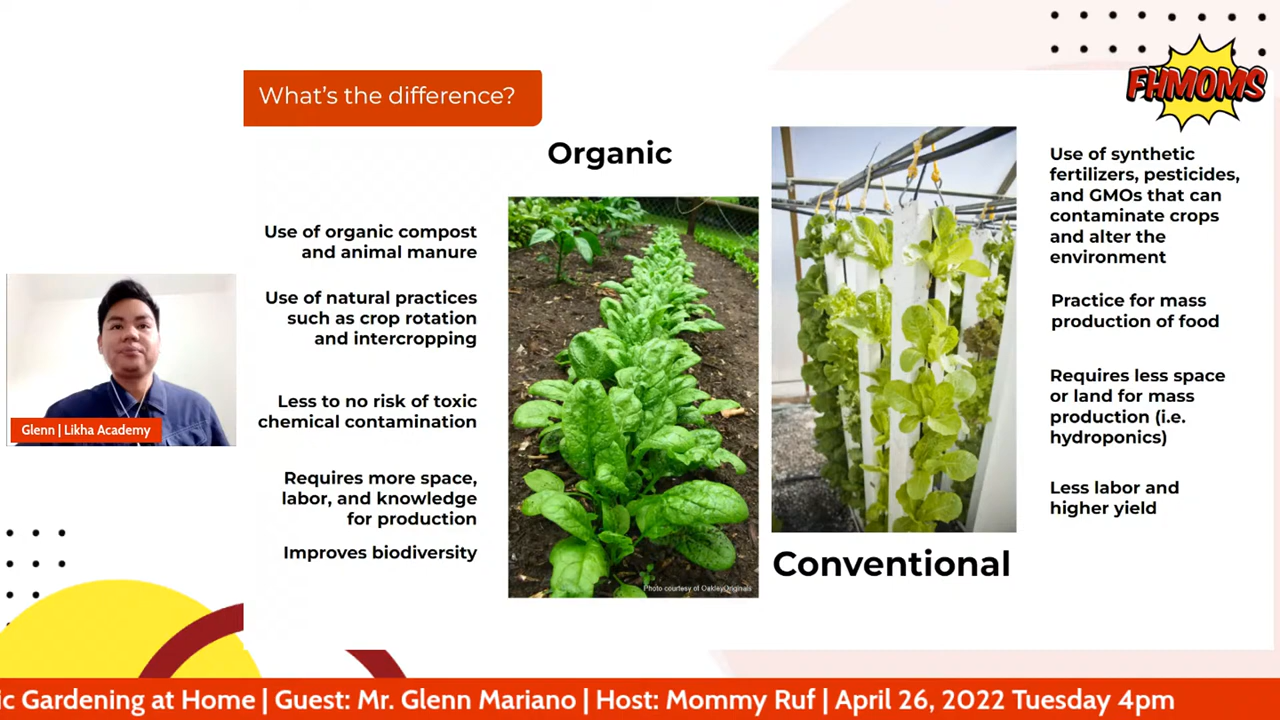 FHMOMS
What's the difference?
Organic
Use of organic compost
and animal manure
Use of natural practices
such as crop rotation
and intercropping
Less to no risk of toxic
chemical contamination
Requires more space,
labor, and knowledge
for production
Improves biodiversity
Photo courtesy of OakleyOriginals
Use of synthetic
fertilizers, pesticides,
and GMOs that can
contaminate crops
and alter the
environment
Practice for mass
production of food
Requires less space
or land for mass
production (i.e.
hydroponics)
Less labor and
higher yield
Conventional
Glenn | Likha Academy
ic Gardening at Home | Guest: Mr. Glenn Mariano | Host: Mommy Ruf | April 26, 2022 Tuesday 4pm